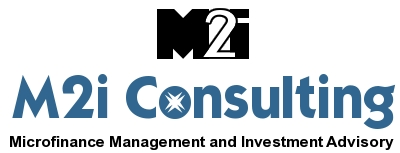 M2i
M2i Consulting
Microfinance Management and Investment Advisory